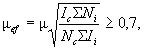 μ_ef = μ√(I_c ΣN_i / N_c ΣI_i) ≥ 0,7,